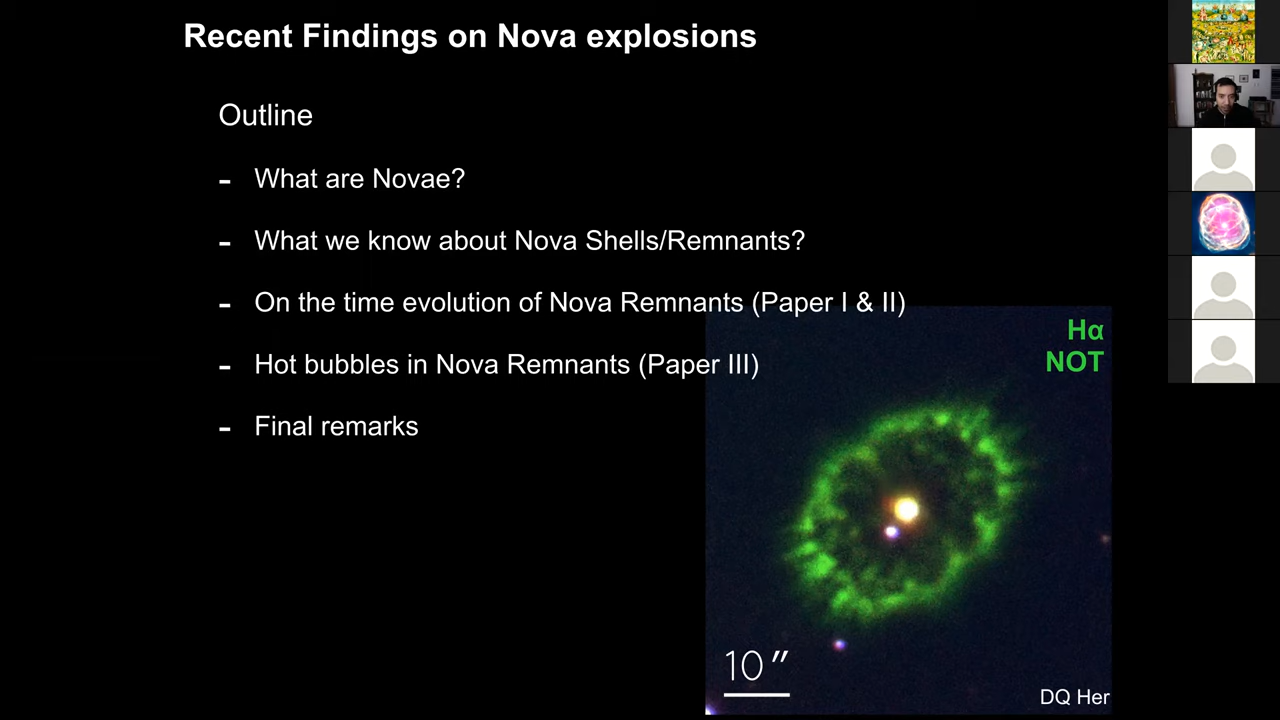 Recent Findings on Nova explosions
Outline
- What are Novae?
- What we know about Nova Shells/Remnants?
- On the time evolution of Nova Remnants (Paper I & II)
- Hot bubbles in Nova Remnants (Paper III)
- Final remarks
Hα
NOT
10″
DQ Her